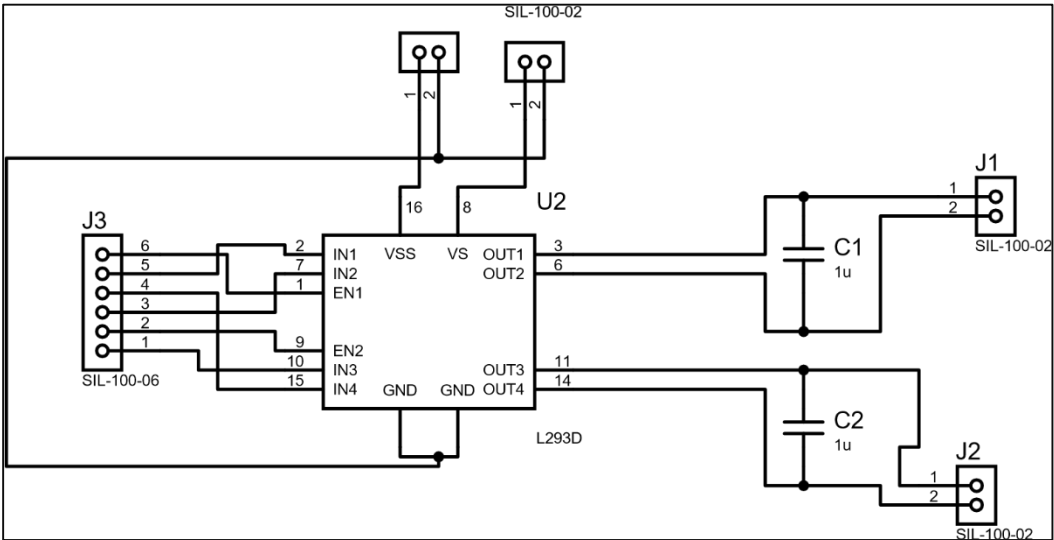 SIL-100-02
1
2
1
2
16
8
U2
J1
1
2
SIL-100-02
J3
6
5
4
3
2
1
SIL-100-06
2
7
1
9
10
15
IN1
IN2
EN1
EN2
IN3
IN4
VSS
VS
OUT1
OUT2
OUT3
OUT4
GND
GND
3
6
11
14
L293D
C1
1u
C2
1u
J2
1
2
SIL-100-02